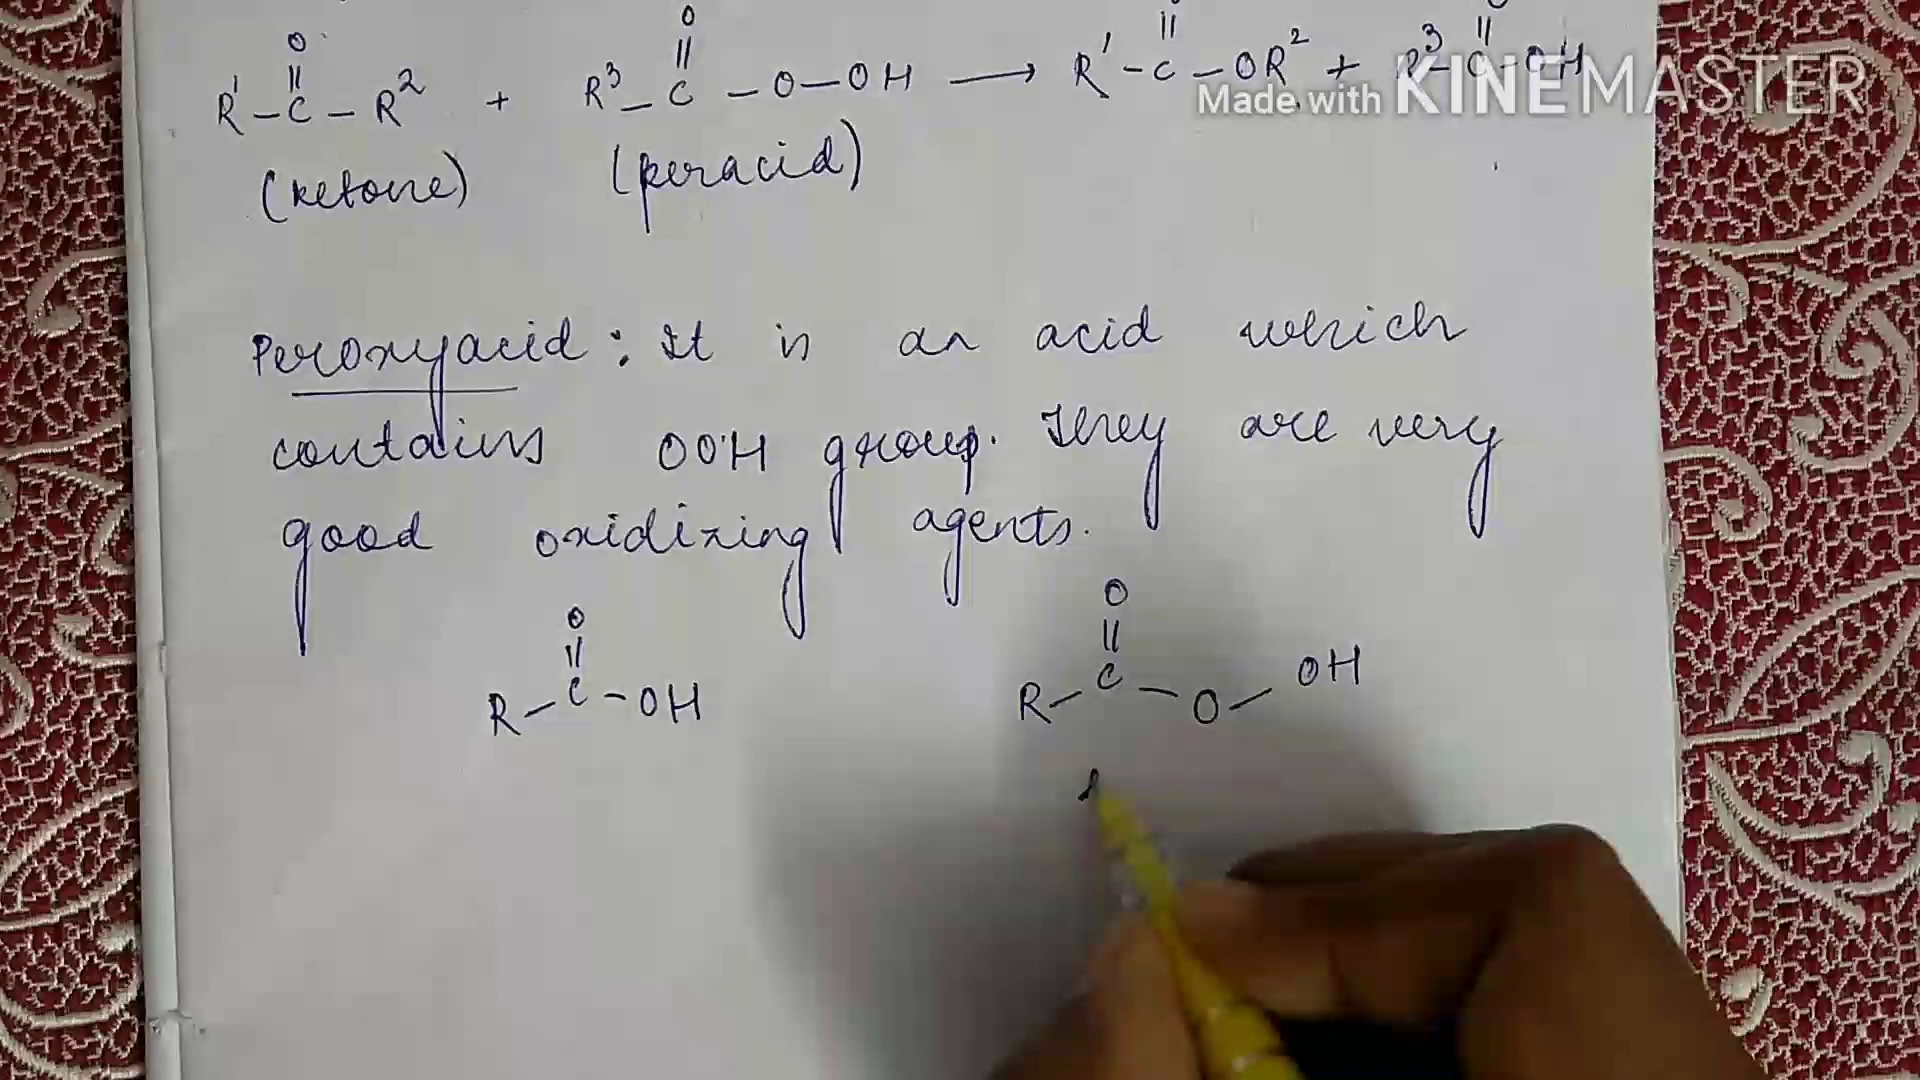 O O O
|| || || ||
R¹-C-R² + R³-C-O-OH → R¹-C-OR² + R³-C-OH
Made with KINEMASTER
(ketone) (peracid)
Peroxyacid: It is an acid which
contains OOH group. They are very
good oxidizing agents.
O O
|| ||
R-C-OH R-C-O-OH